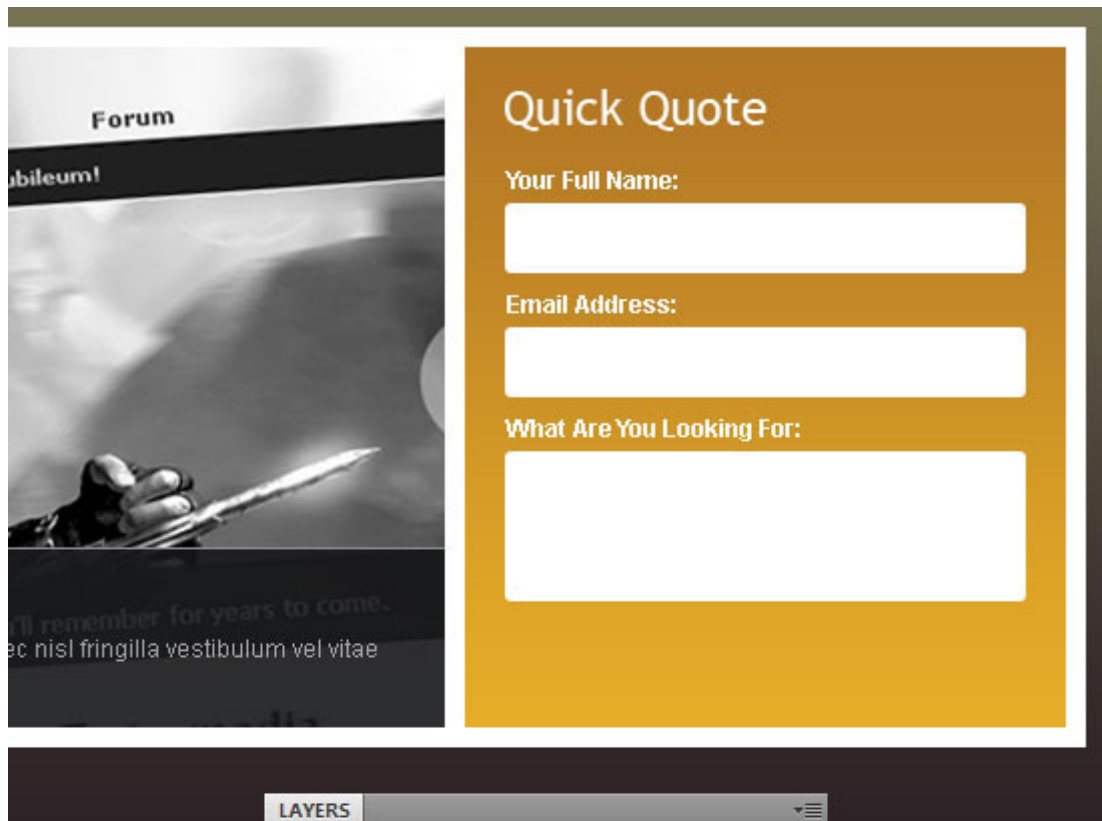 Forum
ubileum!
'll remember for years to come.
ec nisl fringilla vestibulum vel vitae
Quick Quote
Your Full Name:
Email Address:
What Are You Looking For:
LAYERS